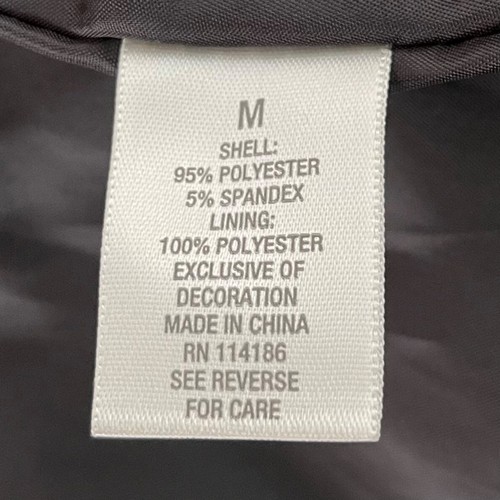 M
SHELL:
95% POLYESTER
5% SPANDEX
LINING:
100% POLYESTER
EXCLUSIVE OF
DECORATION
MADE IN CHINA
RN 114186
SEE REVERSE
FOR CARE